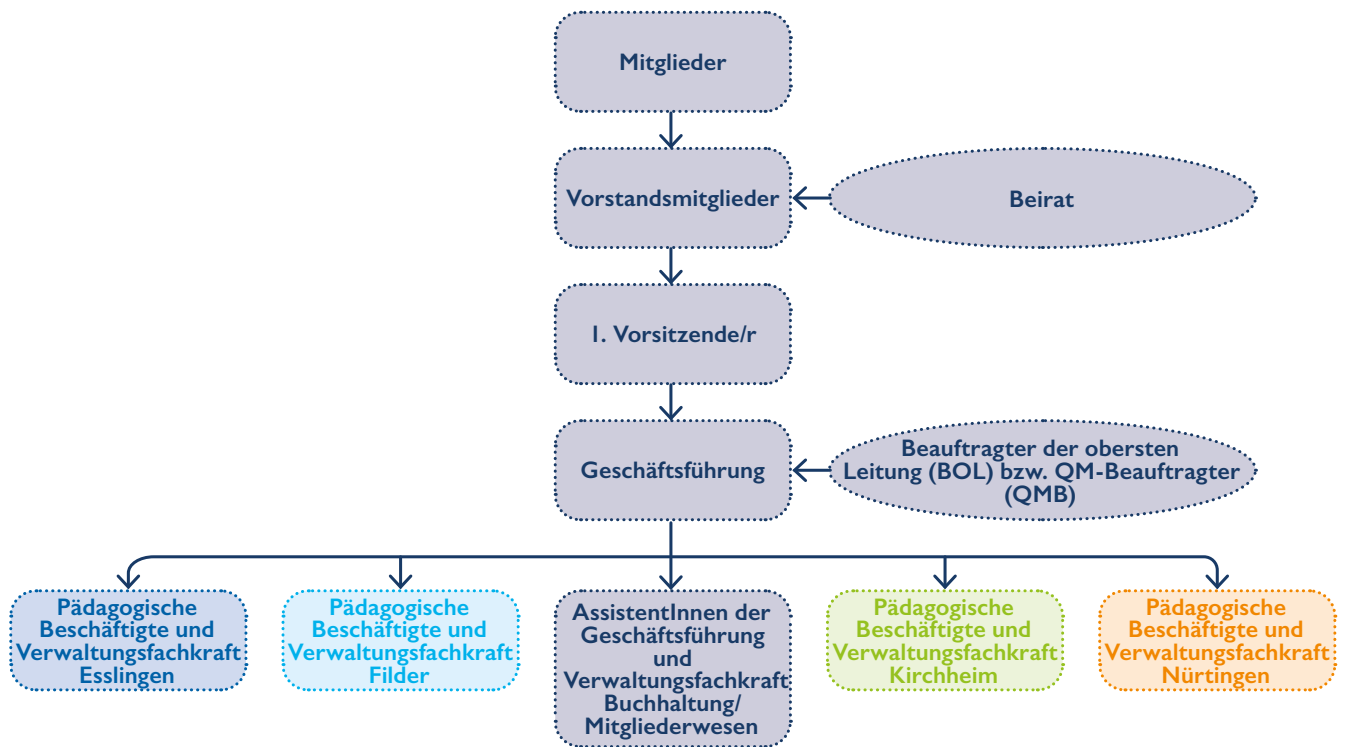 Mitglieder
Vorstandsmitglieder
Beirat
1. Vorsitzende/r
Geschäftsführung
Beauftragter der obersten
Leitung (BOL) bzw. QM-Beauftragter
(QMB)
Pädagogische
Beschäftigte und
Verwaltungsfachkraft
Esslingen
Pädagogische
Beschäftigte und
Verwaltungsfachkraft
Filder
AssistentInnen der
Geschäftsführung
und
Verwaltungsfachkraft
Buchhaltung/
Mitgliederwesen
Pädagogische
Beschäftigte und
Verwaltungsfachkraft
Kirchheim
Pädagogische
Beschäftigte und
Verwaltungsfachkraft
Nürtingen